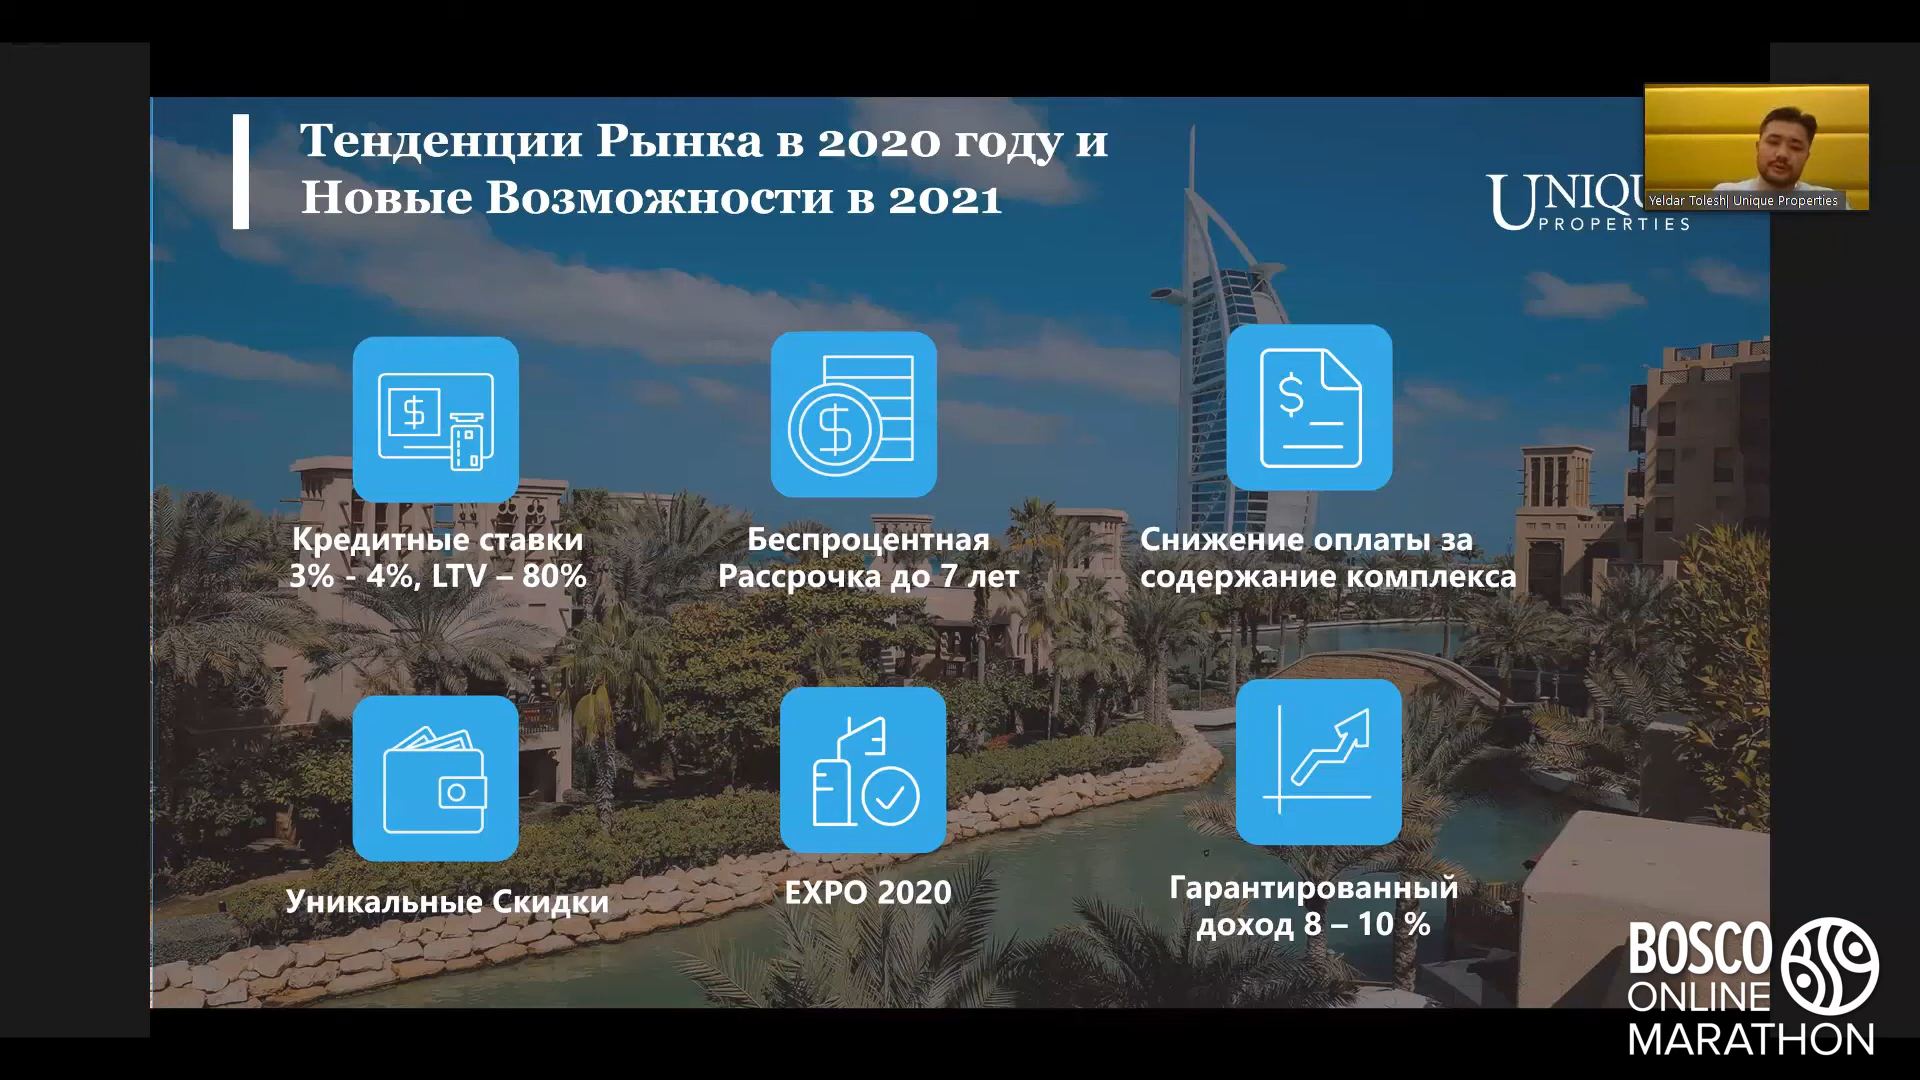 Тенденции Рынка в 2020 году и
Новые Возможности в 2021
PROPERTIES
Yeldar Tolesh| Unique Properties
Кредитные ставки
3% - 4%, LTV – 80%
Беспроцентная
Рассрочка до 7 лет
Снижение оплаты за
содержание комплекса
Уникальные Скидки
EXPO 2020
Гарантированный
доход 8 – 10 %
BOSCO
ONLINE
MARATHON